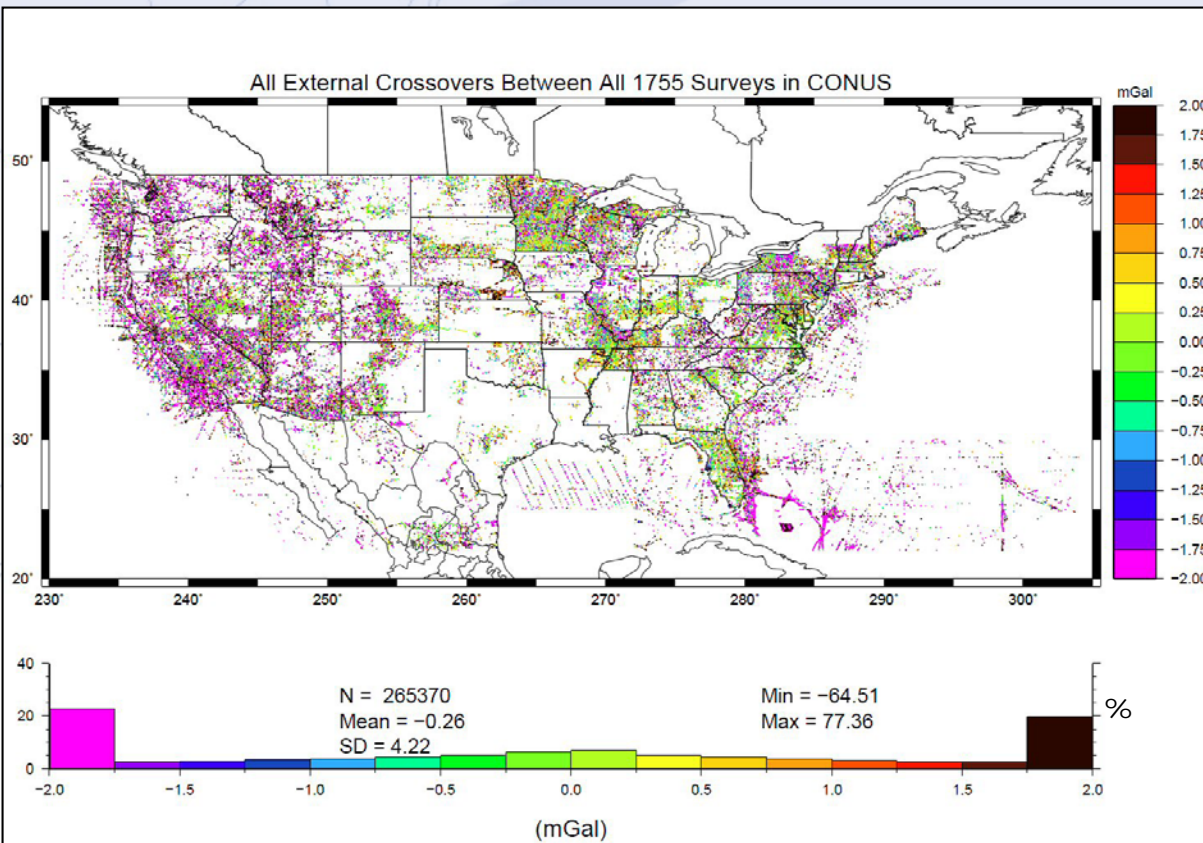 All External Crossovers Between All 1755 Surveys in CONUS
mGal
50˚
40˚
30˚
20˚
230˚ 240˚ 250˚ 260˚ 270˚ 280˚ 290˚ 300˚
2.00
1.75
1.50
1.25
1.00
0.75
0.50
0.25
0.00
−0.25
−0.50
−0.75
−1.00
−1.25
−1.50
−1.75
−2.00
40
20
0
N = 265370
Mean = −0.26
SD = 4.22
Min = −64.51
Max = 77.36
%
−2.0 −1.5 −1.0 −0.5 0.0 0.5 1.0 1.5 2.0
(mGal)